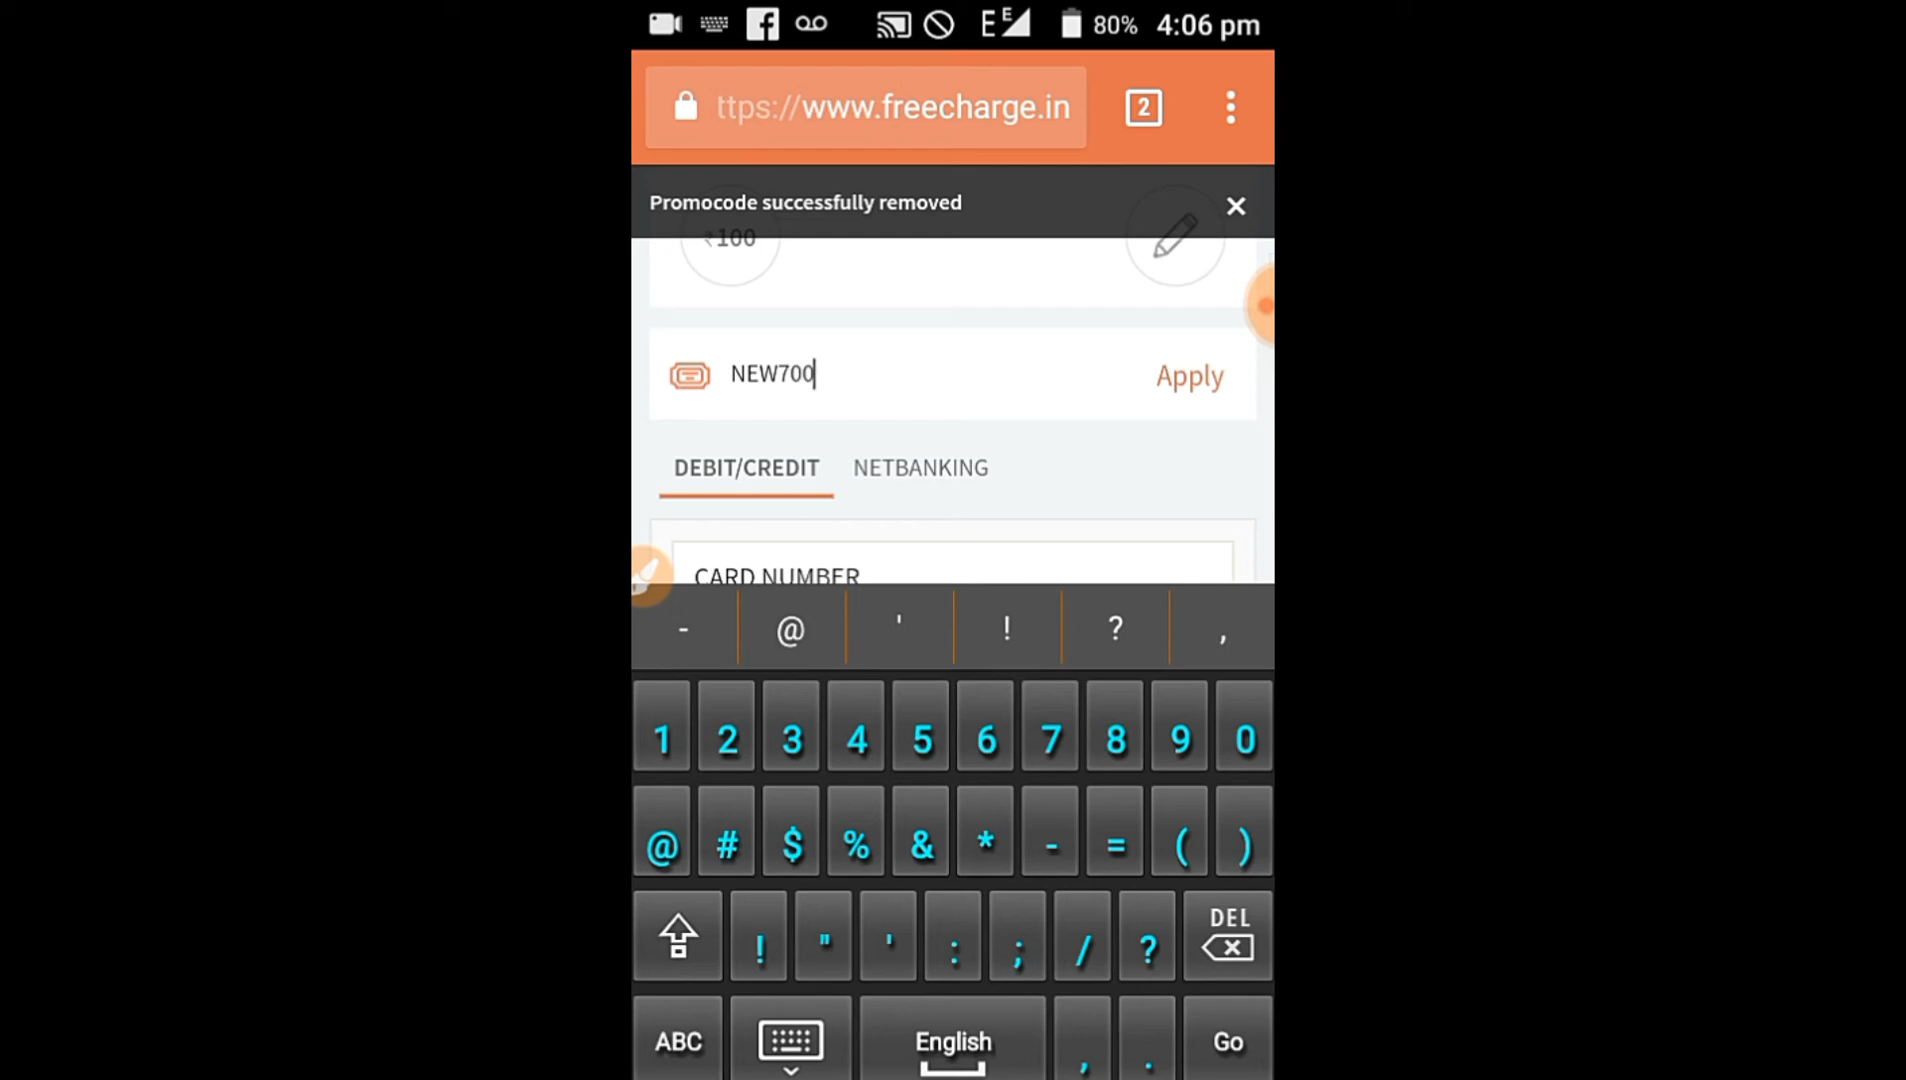 E E 80% 4:06 pm
ttps://www.freecharge.in 2
Promocode successfully removed
₹100
NEW700 Apply
DEBIT/CREDIT NETBANKING
CARD NUMBER
- @ ' ! ? ,
1 2 3 4 5 6 7 8 9 0
@ # $ % & * - = ( )
! " ' : ; / ? DEL
ABC English , . Go